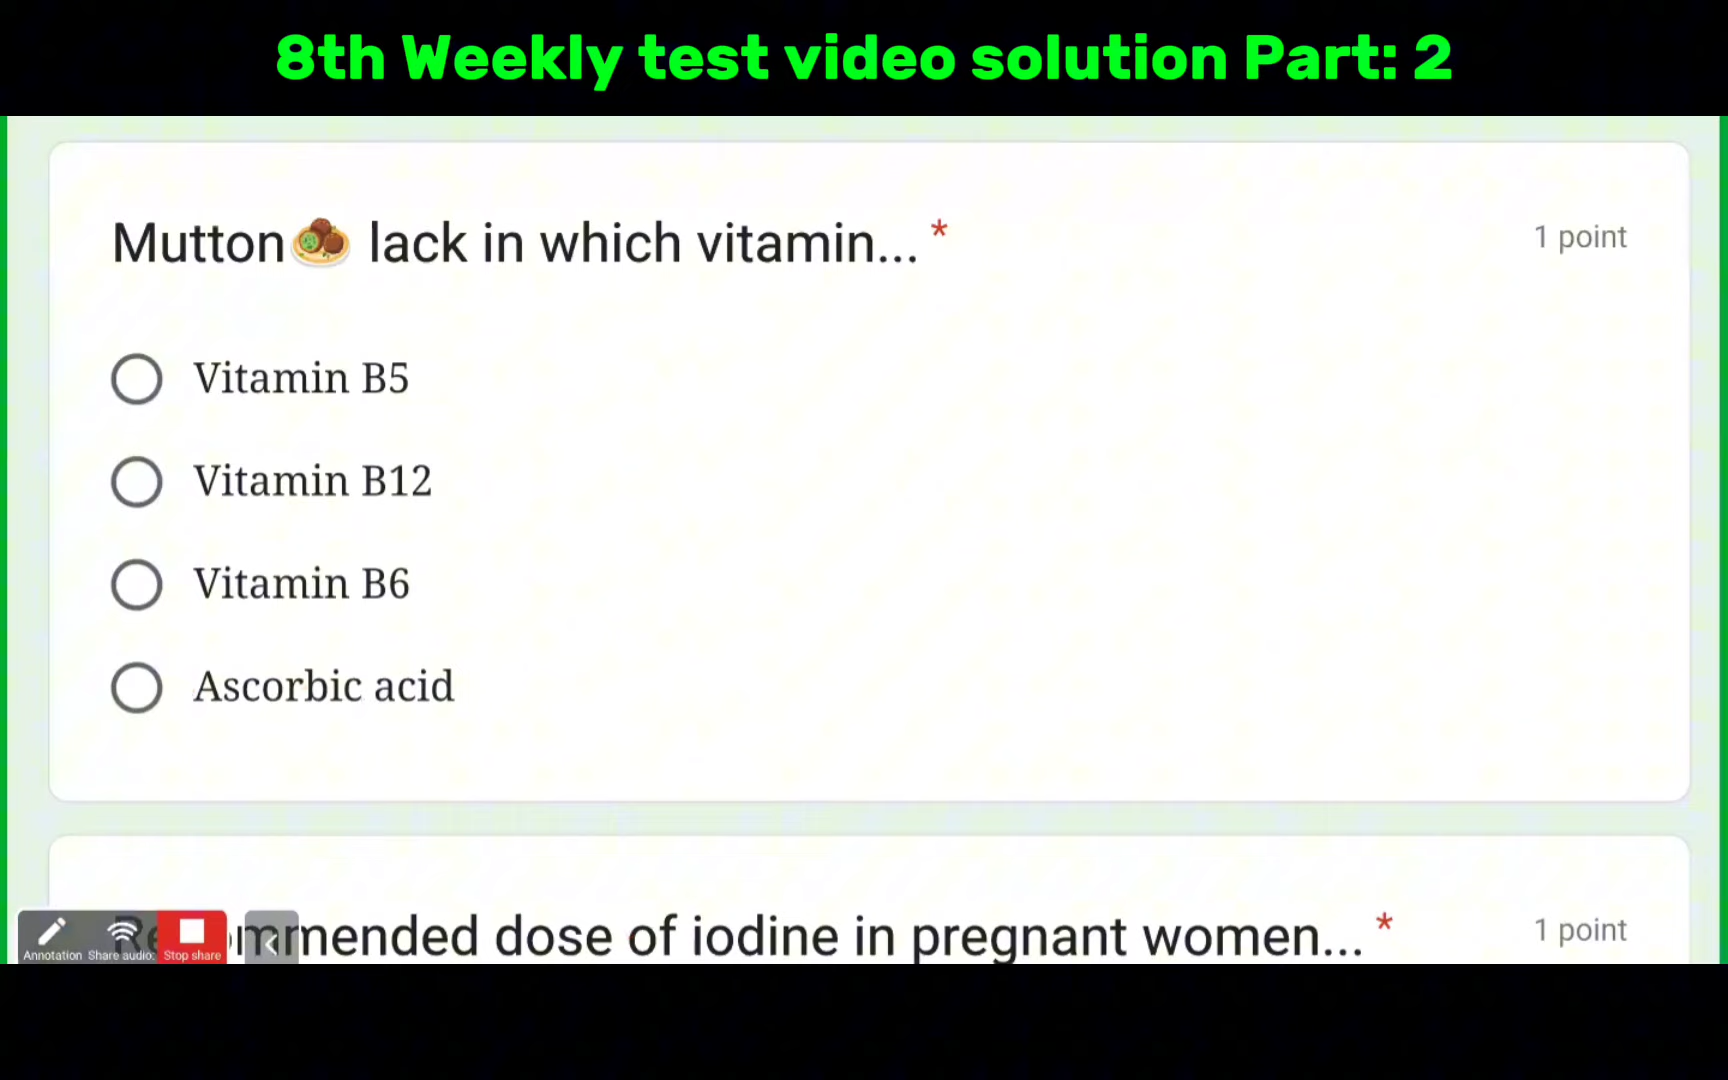 8th Weekly test video solution Part: 2
Mutton lack in which vitamin... *
1 point
Vitamin B5
Vitamin B12
Vitamin B6
Ascorbic acid
Recommended dose of iodine in pregnant women... *
1 point
Annotation Share audio: Stop share